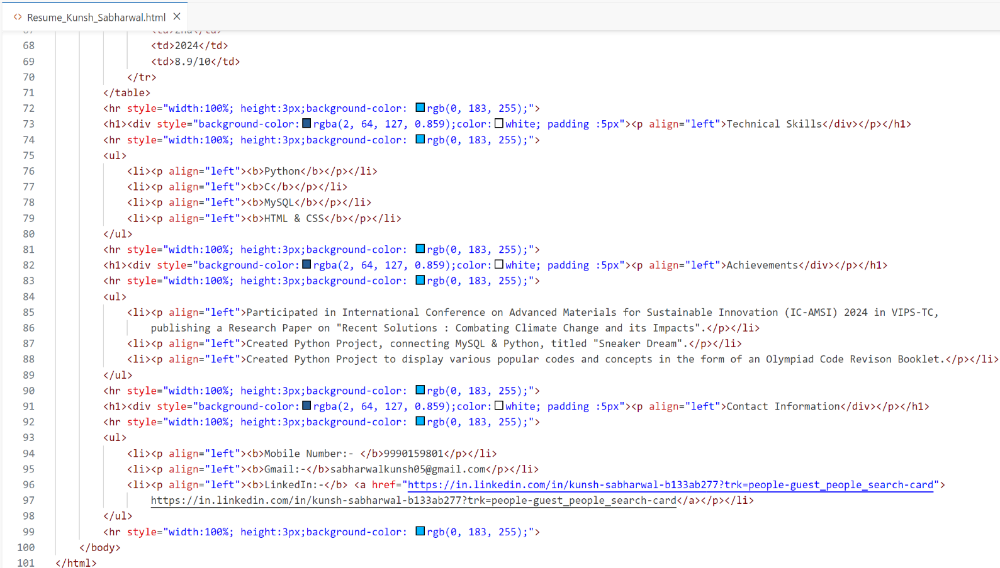 Resume_Kunsh_Sabharwal.html
67 <td>2nd</td>
68 <td>2024</td>
69 <td>8.9/10</td>
70 </tr>
71 </table>
72 <hr style="width:100%; height:3px;background-color: rgb(0, 183, 255);">
73 <h1><div style="background-color:rgba(2, 64, 127, 0.859);color:white; padding :5px"><p align="left">Technical Skills</div></p></h1>
74 <hr style="width:100%; height:3px;background-color: rgb(0, 183, 255);">
75 <ul>
76 <li><p align="left"><b>Python</b></p></li>
77 <li><p align="left"><b>C</b></p></li>
78 <li><p align="left"><b>MySQL</b></p></li>
79 <li><p align="left"><b>HTML & CSS</b></p></li>
80 </ul>
81 <hr style="width:100%; height:3px;background-color: rgb(0, 183, 255);">
82 <h1><div style="background-color:rgba(2, 64, 127, 0.859);color:white; padding :5px"><p align="left">Achievements</div></p></h1>
83 <hr style="width:100%; height:3px;background-color: rgb(0, 183, 255);">
84 <ul>
85 <li><p align="left">Participated in International Conference on Advanced Materials for Sustainable Innovation (IC-AMSI) 2024 in VIPS-TC,
86 publishing a Research Paper on "Recent Solutions : Combating Climate Change and its Impacts".</p></li>
87 <li><p align="left">Created Python Project, connecting MySQL & Python, titled "Sneaker Dream".</p></li>
88 <li><p align="left">Created Python Project to display various popular codes and concepts in the form of an Olympiad Code Revison Booklet.</p></li>
89 </ul>
90 <hr style="width:100%; height:3px;background-color: rgb(0, 183, 255);">
91 <h1><div style="background-color:rgba(2, 64, 127, 0.859);color:white; padding :5px"><p align="left">Contact Information</div></p></h1>
92 <hr style="width:100%; height:3px;background-color: rgb(0, 183, 255);">
93 <ul>
94 <li><p align="left"><b>Mobile Number:- </b>9990159801</p></li>
95 <li><p align="left"><b>Gmail:-</b>sabharwalkunsh05@gmail.com</p></li>
96 <li><p align="left"><b>LinkedIn:-</b> <a href="https://in.linkedin.com/in/kunsh-sabharwal-b133ab277?trk=people-guest_people_search-card">
97 https://in.linkedin.com/in/kunsh-sabharwal-b133ab277?trk=people-guest_people_search-card</a></p></li>
98 </ul>
99 <hr style="width:100%; height:3px;background-color: rgb(0, 183, 255);">
100 </body>
101 </html>